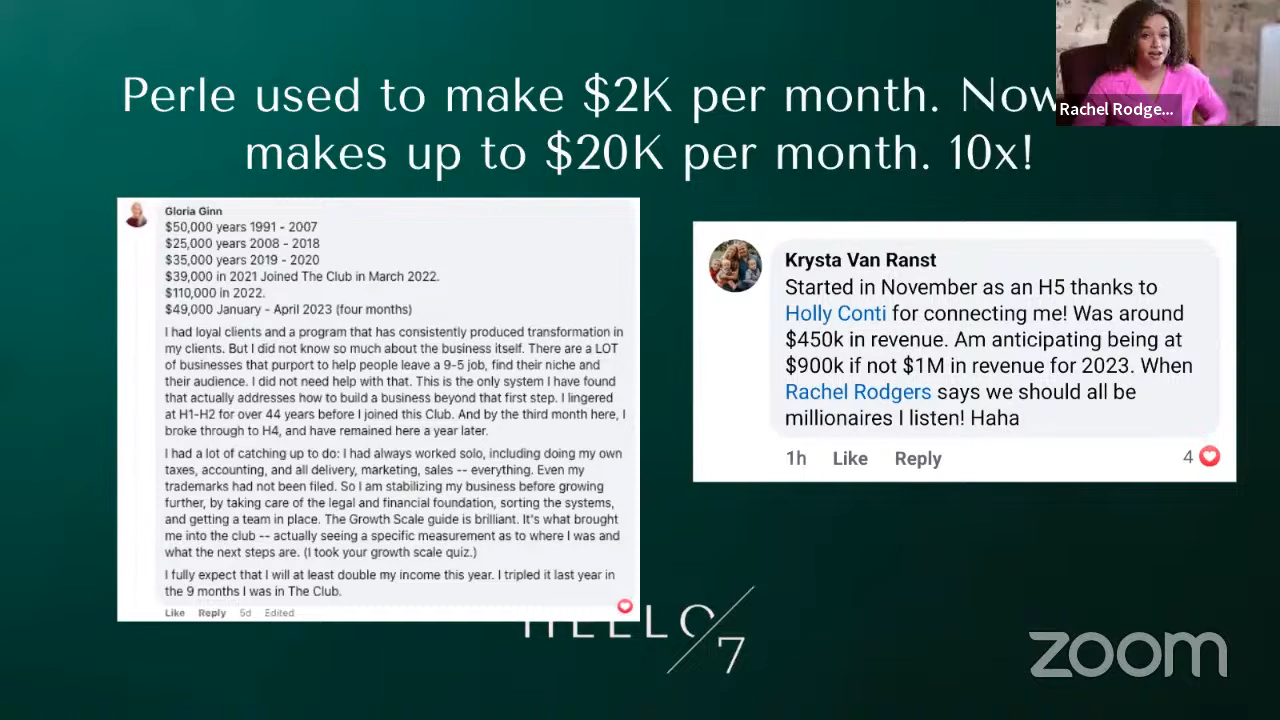 Perle used to make $2K per month. Now
makes up to $20K per month. 10x!
Rachel Rodge...
Gloria Ginn
$50,000 years 1991 - 2007
$25,000 years 2008 - 2018
$35,000 years 2019 - 2020
$39,000 in 2021 Joined The Club in March 2022.
$110,000 in 2022.
$49,000 January - April 2023 (four months)
I had loyal clients and a program that has consistently produced transformation in
my clients. But I did not know so much about the business itself. There are a LOT
of businesses that purport to help people leave a 9-5 job, find their niche and
their audience. I did not need help with that. This is the only system I have found
that actually addresses how to build a business beyond that first step. I lingered
at H1-H2 for over 44 years before I joined this Club. And by the third month here, I
broke through to H4, and have remained here a year later.
I had a lot of catching up to do: I had always worked solo, including doing my own
taxes, accounting, and all delivery, marketing, sales -- everything. Even my
trademarks had not been filed. So I am stabilizing my business before growing
further, by taking care of the legal and financial foundation, sorting the systems,
and getting a team in place. The Growth Scale guide is brilliant. It's what brought
me into the club -- actually seeing a specific measurement as to where I was and
what the next steps are. (I took your growth scale quiz.)
I fully expect that I will at least double my income this year. I tripled it last year in
the 9 months I was in The Club.
Like Reply 5d Edited
Krysta Van Ranst
Started in November as an H5 thanks to
Holly Conti for connecting me! Was around
$450k in revenue. Am anticipating being at
$900k if not $1M in revenue for 2023. When
Rachel Rodgers says we should all be
millionaires I listen! Haha
1h Like Reply 4
HELLO
7
zoom